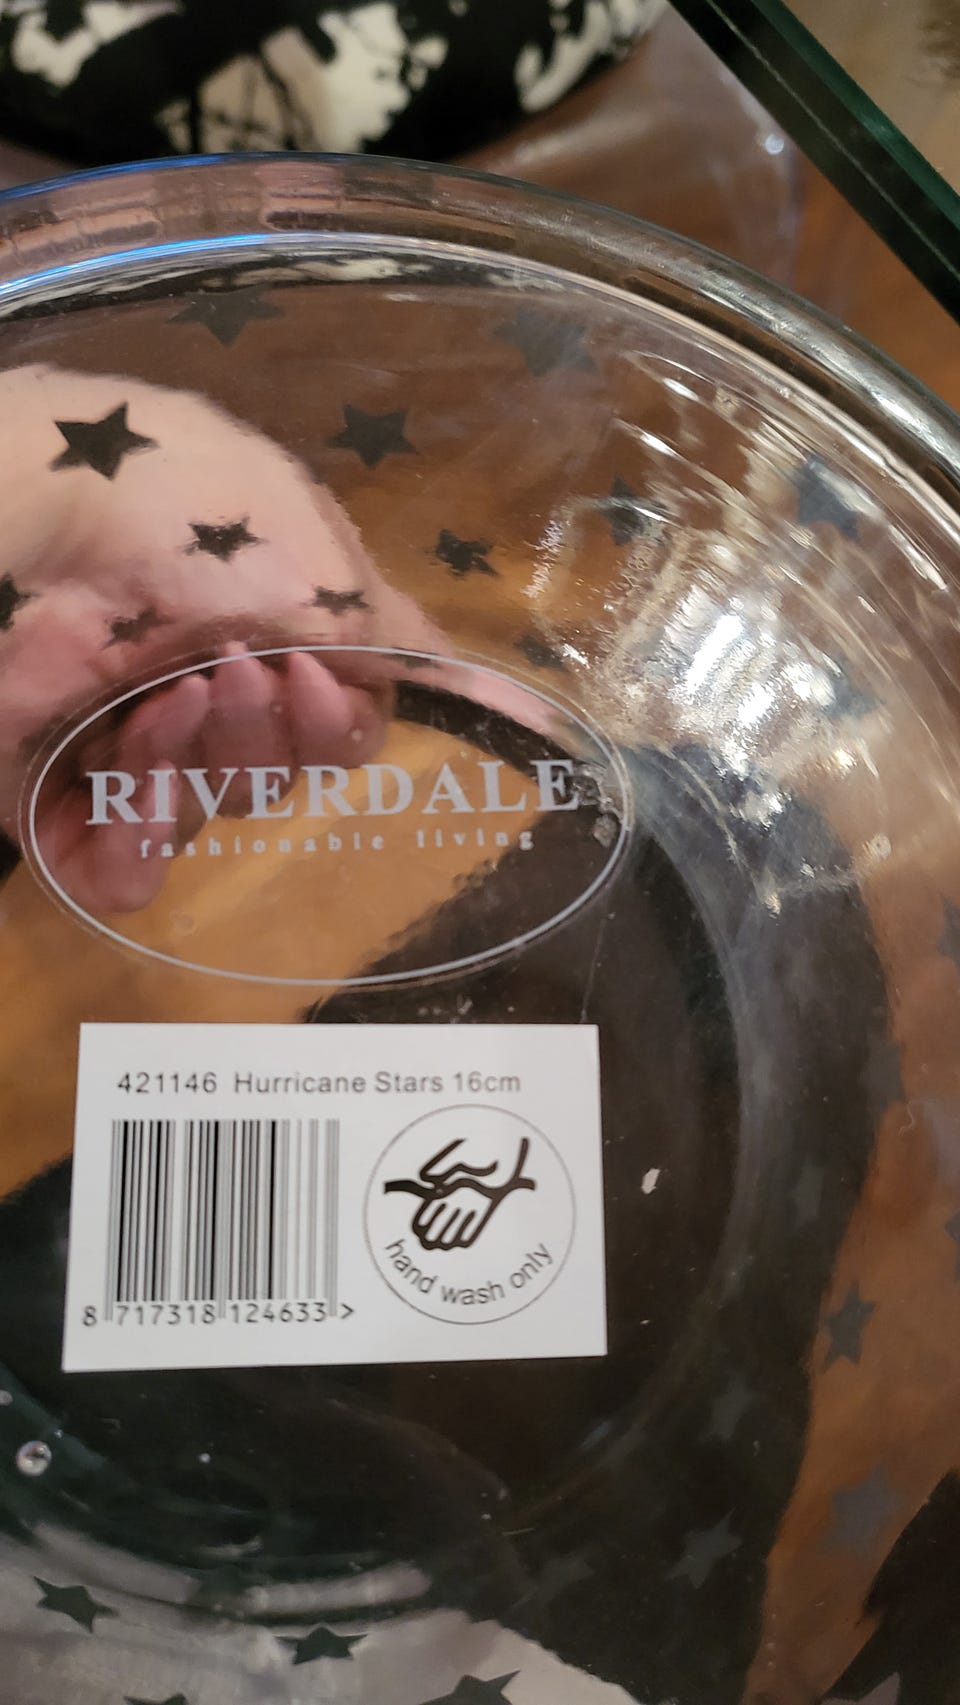 RIVERDALE
fashionable living
421146 Hurricane Stars 16cm
8 717318 124633 >
hand wash only